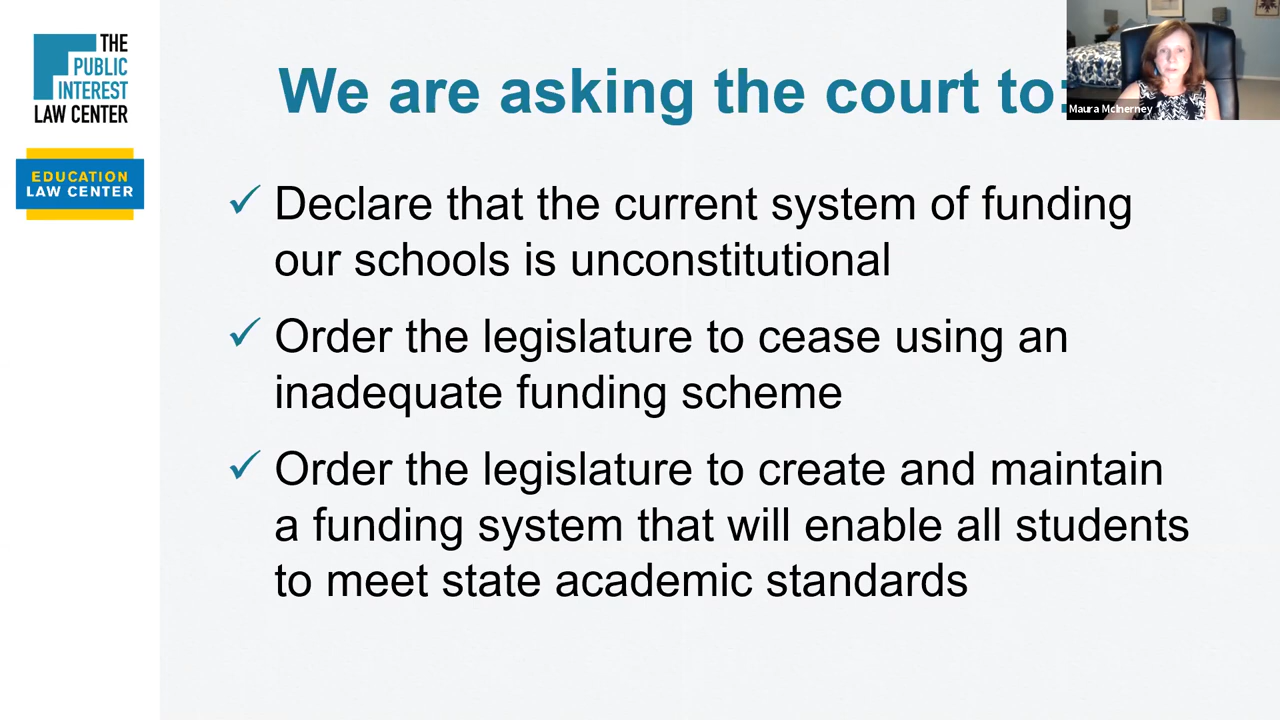 THE
PUBLIC
INTEREST
LAW CENTER
EDUCATION
LAW CENTER
We are asking the court to:
Maura McInerney
✓ Declare that the current system of funding
our schools is unconstitutional
✓ Order the legislature to cease using an
inadequate funding scheme
✓ Order the legislature to create and maintain
a funding system that will enable all students
to meet state academic standards